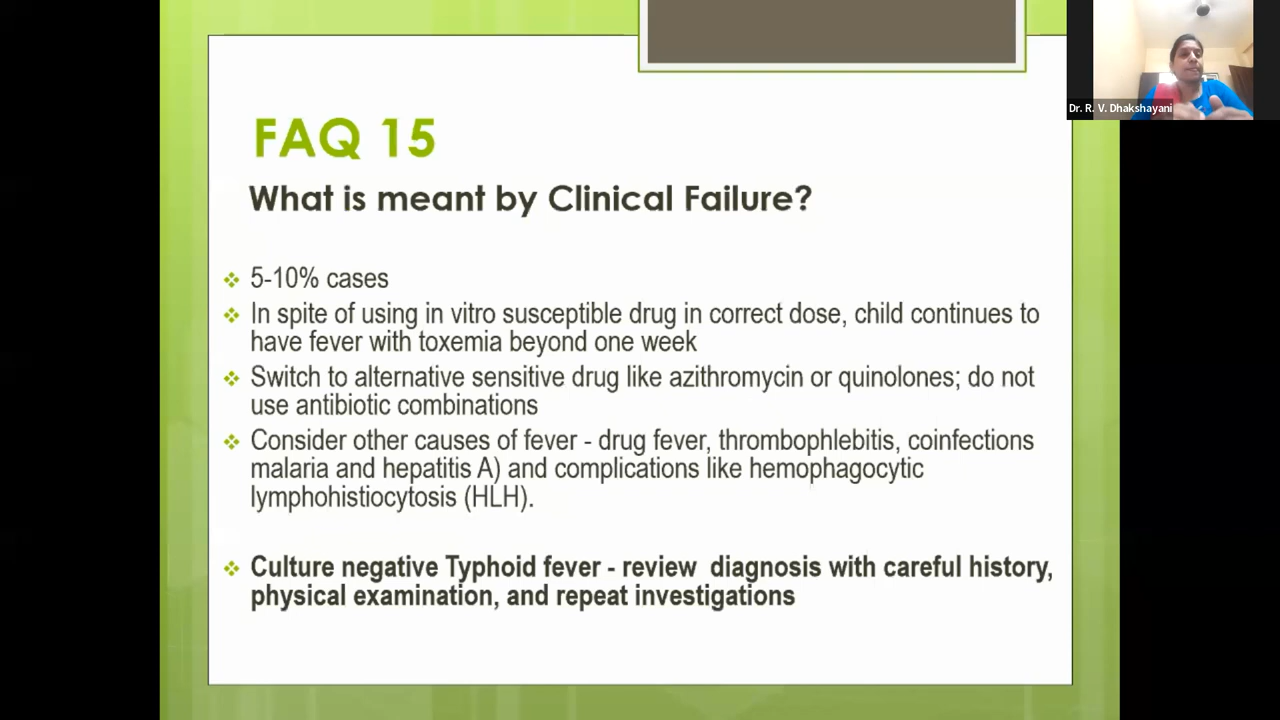 Dr. R. V. Dhakshayani
FAQ 15
What is meant by Clinical Failure?
❖ 5-10% cases
❖ In spite of using in vitro susceptible drug in correct dose, child continues to
have fever with toxemia beyond one week
❖ Switch to alternative sensitive drug like azithromycin or quinolones; do not
use antibiotic combinations
❖ Consider other causes of fever - drug fever, thrombophlebitis, coinfections
malaria and hepatitis A) and complications like hemophagocytic
lymphohistiocytosis (HLH).
❖ Culture negative Typhoid fever - review diagnosis with careful history,
physical examination, and repeat investigations